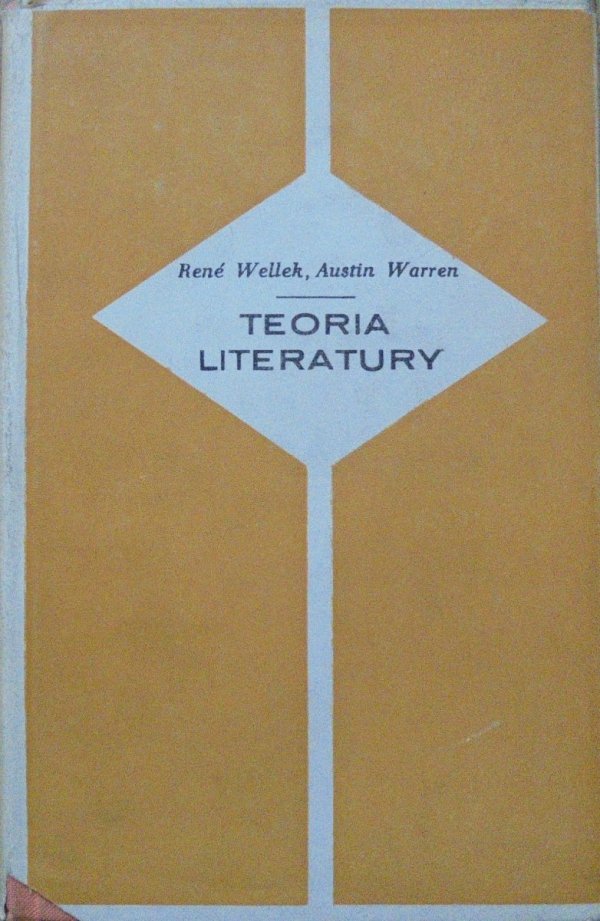 René Wellek, Austin Warren
TEORIA
LITERATURY